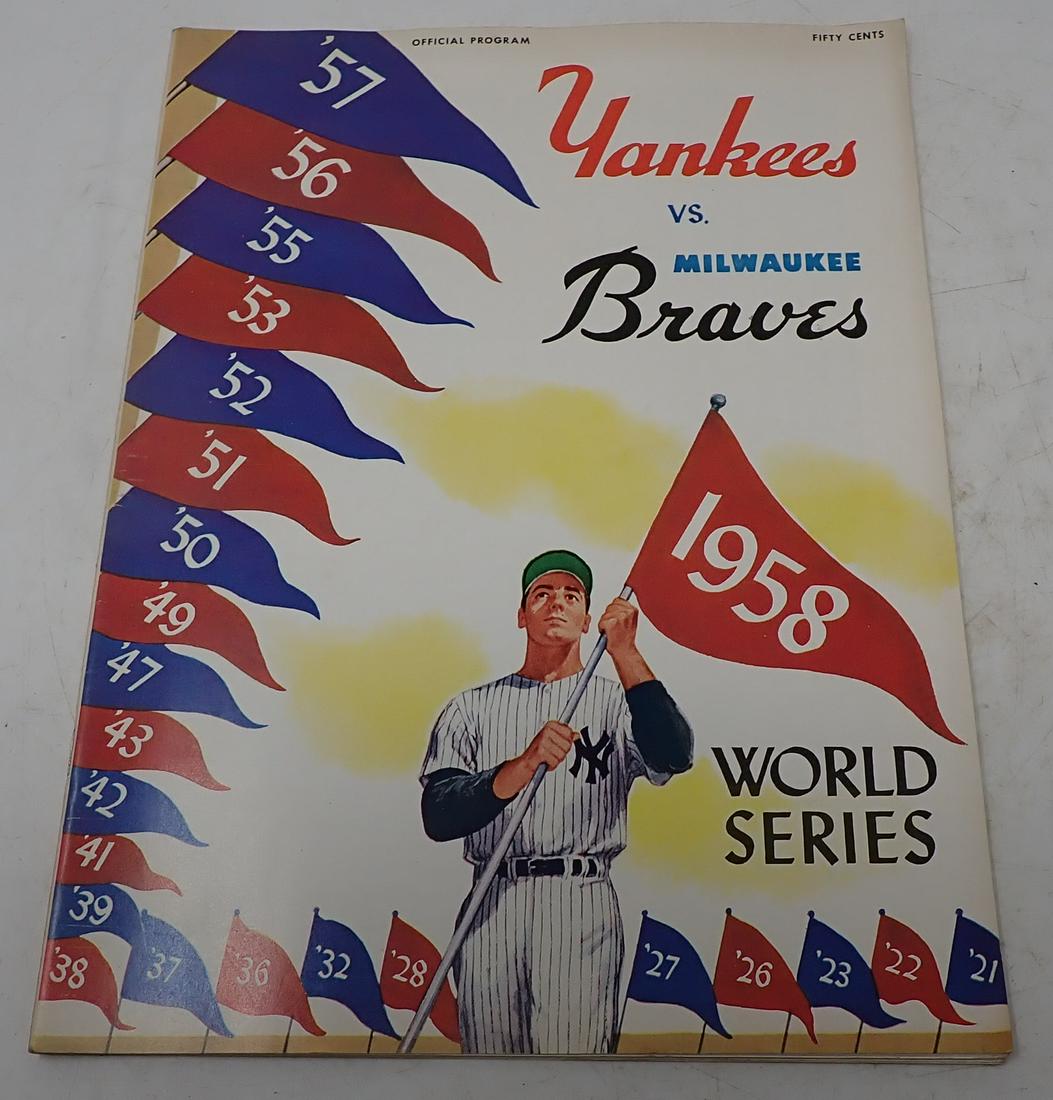 OFFICIAL PROGRAM
FIFTY CENTS
Yankees
VS.
MILWAUKEE
Braves
'57
'56
'55
'53
'52
'51
'50
'49
'47
'43
'42
'41
'39
'38
'37
'36
'32
'28
'27
'26
'23
'22
'21
1958
NY
WORLD
SERIES